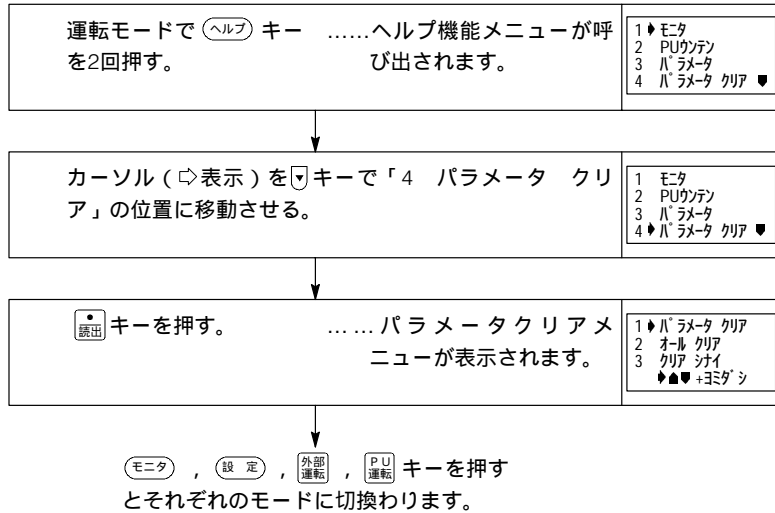 運転モードで ヘルプ キー ……ヘルプ機能メニューが呼
を2回押す。 び出されます。
1 モニタ
2 PUウンテン
3 パラメータ
4 パラメータ クリア
カーソル（⇨表示）を▼キーで「4 パラメータ クリ
ア」の位置に移動させる。
1 モニタ
2 PUウンテン
3 パラメータ
4 パラメータ クリア
読出 キーを押す。 ……パラメータクリアメ
ニューが表示されます。
1 パラメータ クリア
2 オール クリア
3 クリア シナイ
+ヨミダシ
モニタ ， 設定 ， 外部運転 ， PU運転 キーを押す
とそれぞれのモードに切換わります。